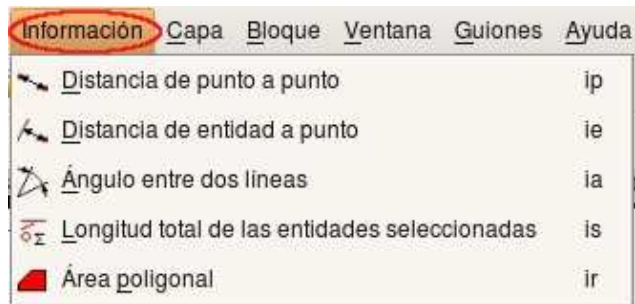 Información Capa Bloque Ventana Guiones Ayuda
Distancia de punto a punto ip
Distancia de entidad a punto ie
Ángulo entre dos líneas ia
Longitud total de las entidades seleccionadas is
Área poligonal ir